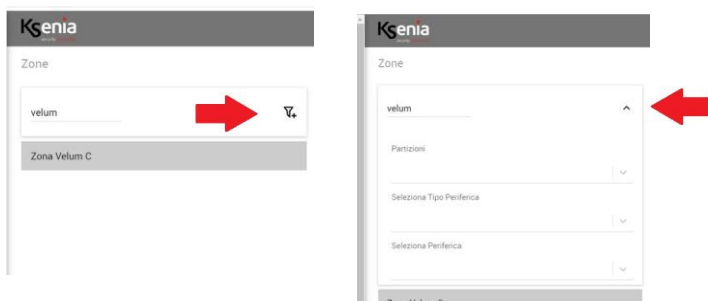 Ksenia
Zone
velum
Zona Velum C
Ksenia
Zone
velum
Partizioni
Seleziona Tipo Periferica
Seleziona Periferica